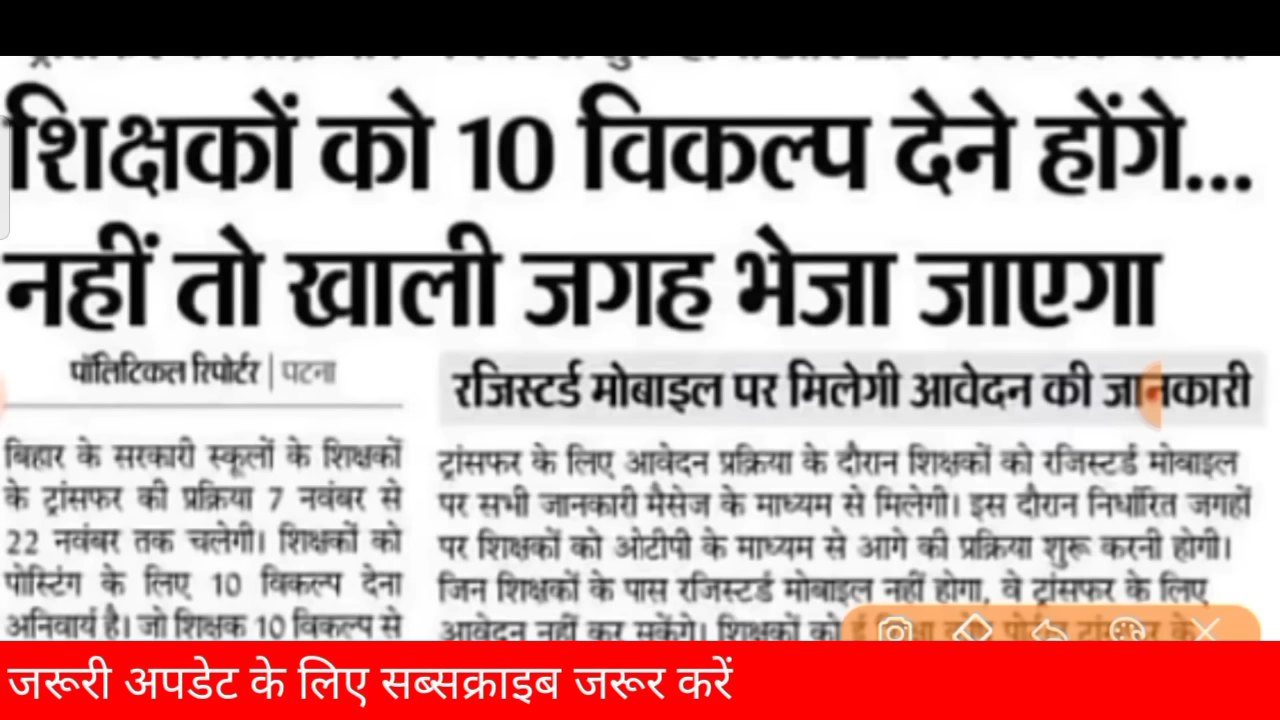 शिक्षकों को 10 विकल्प देने होंगे...
नहीं तो खाली जगह भेजा जाएगा
पॉलिटिकल रिपोर्टर | पटना
बिहार के सरकारी स्कूलों के शिक्षकों
के ट्रांसफर की प्रक्रिया 7 नवंबर से
22 नवंबर तक चलेगी। शिक्षकों को
पोस्टिंग के लिए 10 विकल्प देना
अनिवार्य है। जो शिक्षक 10 विकल्प से
रजिस्टर्ड मोबाइल पर मिलेगी आवेदन की जानकारी
ट्रांसफर के लिए आवेदन प्रक्रिया के दौरान शिक्षकों को रजिस्टर्ड मोबाइल
पर सभी जानकारी मैसेज के माध्यम से मिलेगी। इस दौरान निर्धारित जगहों
पर शिक्षकों को ओटीपी के माध्यम से आगे की प्रक्रिया शुरू करनी होगी।
जिन शिक्षकों के पास रजिस्टर्ड मोबाइल नहीं होगा, वे ट्रांसफर के लिए
आवेदन नहीं कर सकेंगे। शिक्षकों को
जरूरी अपडेट के लिए सब्सक्राइब जरूर करें